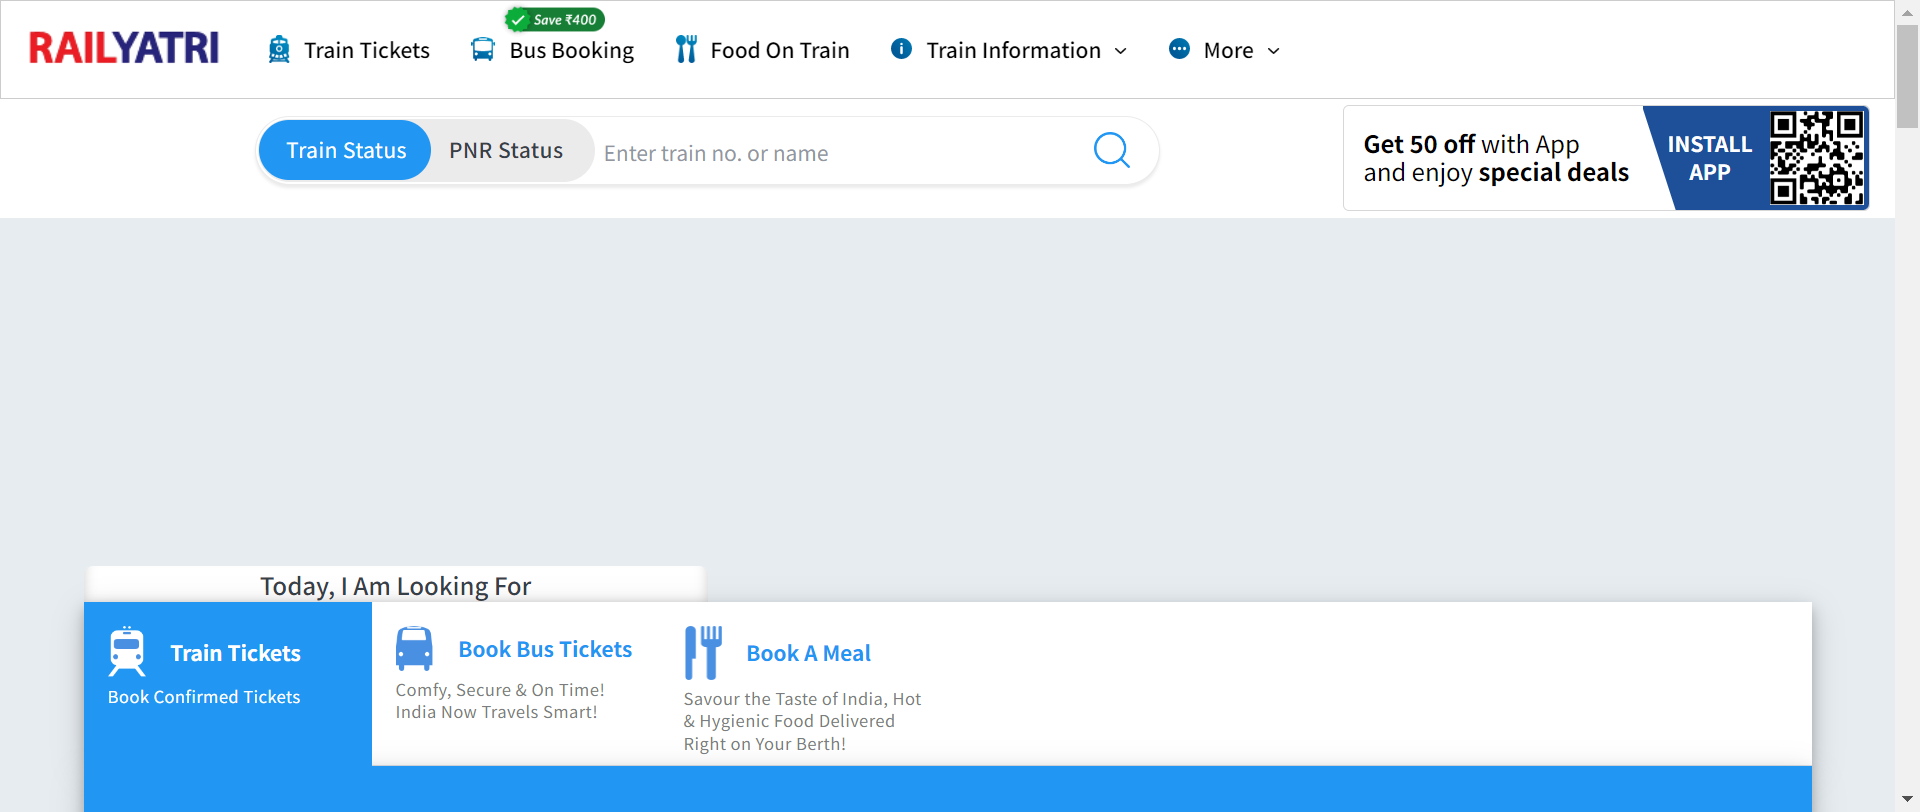 RAILYATRI
Train Tickets
Save ₹400
Bus Booking
Food On Train
Train Information
More
Train Status
PNR Status
Enter train no. or name
Get 50 off with App
and enjoy special deals
INSTALL
APP
Today, I Am Looking For
Train Tickets
Book Confirmed Tickets
Book Bus Tickets
Comfy, Secure & On Time!
India Now Travels Smart!
Book A Meal
Savour the Taste of India, Hot
& Hygienic Food Delivered
Right on Your Berth!